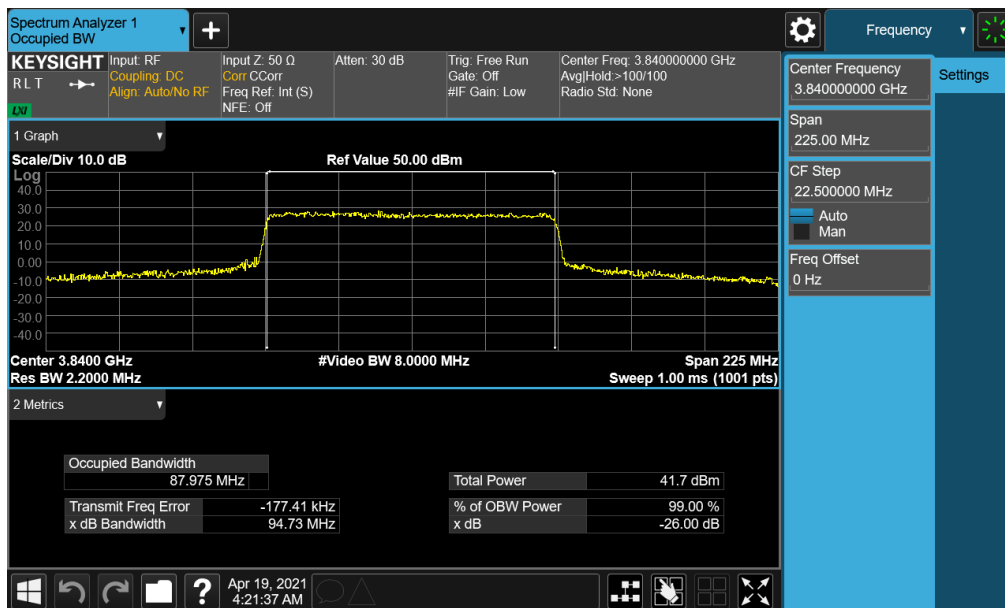 Spectrum Analyzer 1
Occupied BW
Frequency
KEYSIGHT
RLT
LXI
Input: RF
Coupling: DC
Align: Auto/No RF
Input Z: 50 Ω
Corr CCorr
Freq Ref: Int (S)
NFE: Off
Atten: 30 dB
Trig: Free Run
Gate: Off
#IF Gain: Low
Center Freq: 3.840000000 GHz
Avg|Hold:>100/100
Radio Std: None
Center Frequency
3.840000000 GHz
Settings
Span
225.00 MHz
CF Step
22.500000 MHz
Auto
Man
Freq Offset
0 Hz
1 Graph
Scale/Div 10.0 dB
Ref Value 50.00 dBm
Log
40.0
30.0
20.0
10.0
0.00
-10.0
-20.0
-30.0
-40.0
Center 3.8400 GHz
#Video BW 8.0000 MHz
Span 225 MHz
Res BW 2.2000 MHz
Sweep 1.00 ms (1001 pts)
2 Metrics
Occupied Bandwidth
87.975 MHz
Total Power 41.7 dBm
Transmit Freq Error -177.41 kHz
% of OBW Power 99.00 %
x dB Bandwidth 94.73 MHz
x dB -26.00 dB
?
Apr 19, 2021
4:21:37 AM